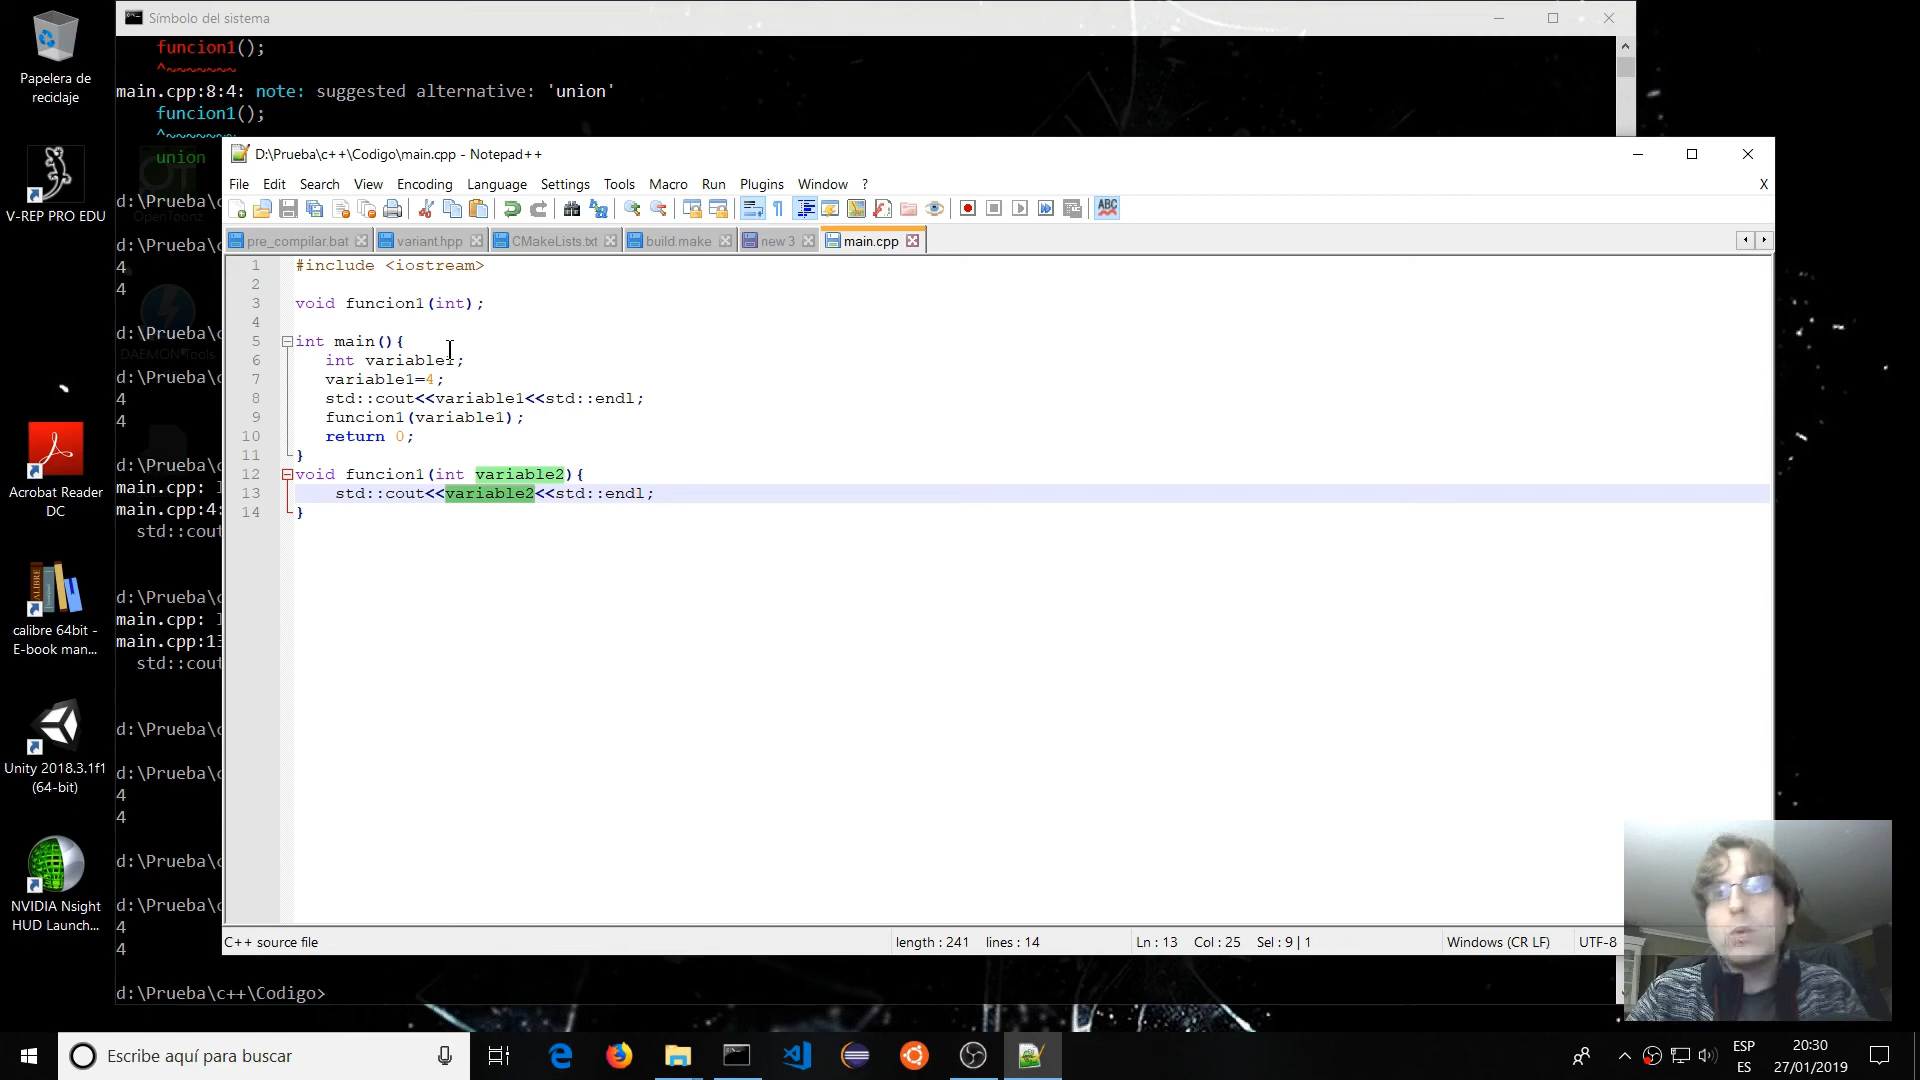 Símbolo del sistema
funcion1();
^~~~~~~~
main.cpp:8:4: note: suggested alternative: 'union'
funcion1();
^~~~~~~~
union
Papelera de
reciclaje
V-REP PRO EDU
OpenToonz
DAEMON Tools
Acrobat Reader
DC
calibre 64bit -
E-book man...
Unity 2018.3.1f1
(64-bit)
NVIDIA Nsight
HUD Launch...
d:\Prueba\c
d:\Prueba\c
4
4
d:\Prueba\c
d:\Prueba\c
4
4
d:\Prueba\c
main.cpp:
main.cpp:4:
std::cout
d:\Prueba\c
main.cpp:
main.cpp:13
std::cout
d:\Prueba\c
d:\Prueba\c
4
4
d:\Prueba\c
d:\Prueba\c
4
4
d:\Prueba\c++\Codigo>
D:\Prueba\c++\Codigo\main.cpp - Notepad++
File Edit Search View Encoding Language Settings Tools Macro Run Plugins Window ? X
ABC
pre_compilar.bat variant.hpp CMakeLists.txt build.make new 3 main.cpp
1 #include <iostream>
2
3 void funcion1(int);
4
5 int main(){
6 int variable1;
7 variable1=4;
8 std::cout<<variable1<<std::endl;
9 funcion1(variable1);
10 return 0;
11 }
12 void funcion1(int variable2){
13 std::cout<<variable2<<std::endl;
14 }
C++ source file length : 241 lines : 14 Ln : 13 Col : 25 Sel : 9 | 1 Windows (CR LF) UTF-8
Escribe aquí para buscar
ESP
ES
20:30
27/01/2019